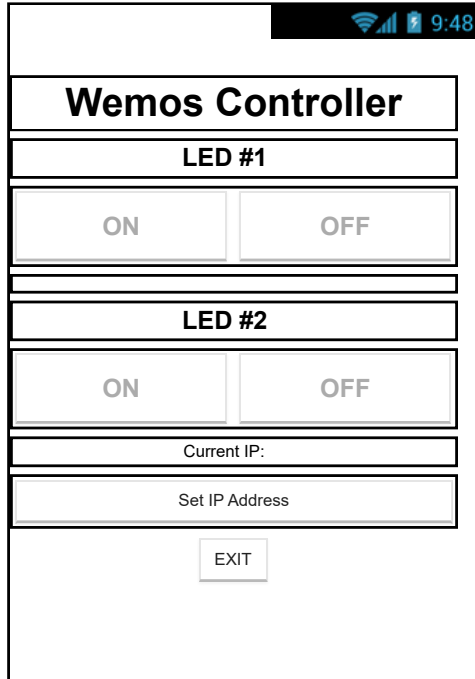 9:48
Wemos Controller
LED #1
ON OFF
LED #2
ON OFF
Current IP:
Set IP Address
EXIT